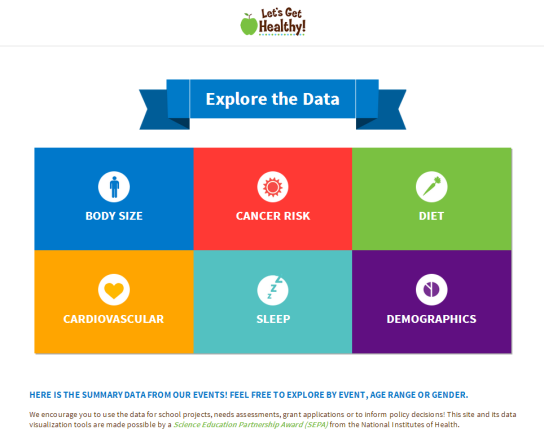 Let's Get
Healthy!
Explore the Data
BODY SIZE
CANCER RISK
DIET
CARDIOVASCULAR
SLEEP
DEMOGRAPHICS
HERE IS THE SUMMARY DATA FROM OUR EVENTS! FEEL FREE TO EXPLORE BY EVENT, AGE RANGE OR GENDER.
We encourage you to use the data for school projects, needs assessments, grant applications or to inform policy decisions! This site and its data
visualization tools are made possible by a Science Education Partnership Award (SEPA) from the National Institutes of Health.